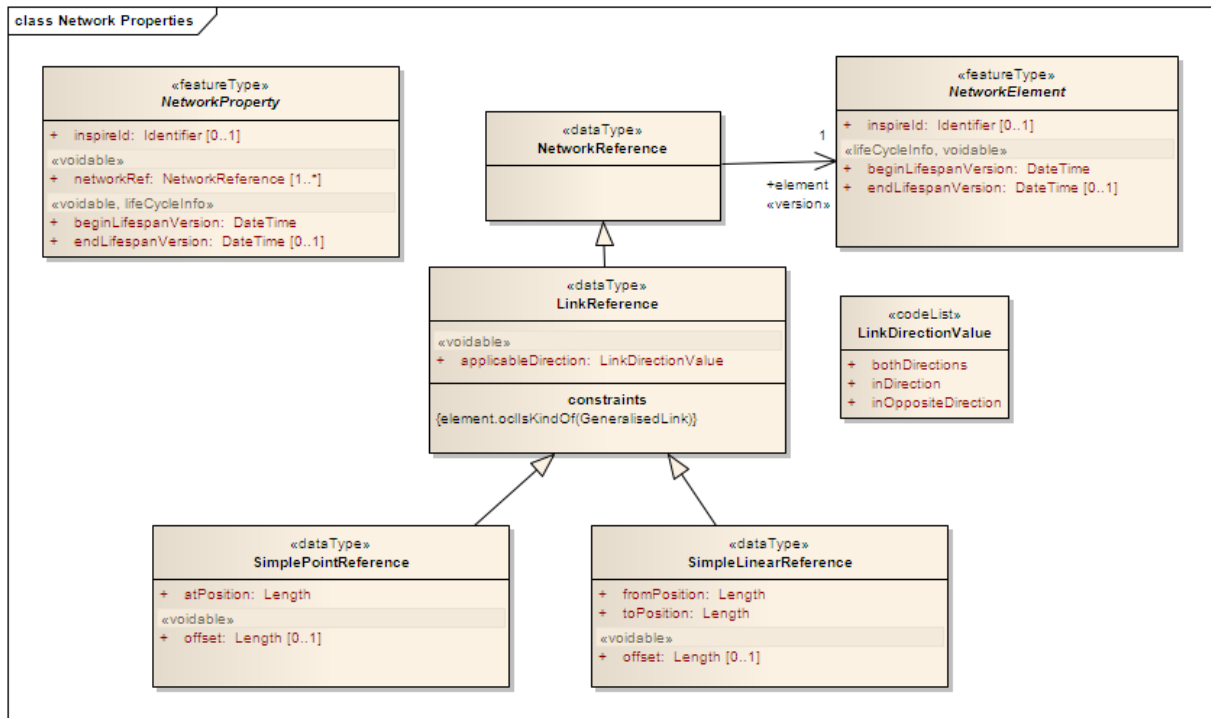 class Network Properties
«featureType»
NetworkProperty
+ inspireId: Identifier [0..1]
«voidable»
+ networkRef: NetworkReference [1..*]
«voidable, lifeCycleInfo»
+ beginLifespanVersion: DateTime
+ endLifespanVersion: DateTime [0..1]
«dataType»
NetworkReference
1
+element
«version»
«featureType»
NetworkElement
+ inspireId: Identifier [0..1]
«lifeCycleInfo, voidable»
+ beginLifespanVersion: DateTime
+ endLifespanVersion: DateTime [0..1]
«dataType»
LinkReference
«voidable»
+ applicableDirection: LinkDirectionValue
constraints
{element.oclIsKindOf(GeneralisedLink)}
«codeList»
LinkDirectionValue
+ bothDirections
+ inDirection
+ inOppositeDirection
«dataType»
SimplePointReference
+ atPosition: Length
«voidable»
+ offset: Length [0..1]
«dataType»
SimpleLinearReference
+ fromPosition: Length
+ toPosition: Length
«voidable»
+ offset: Length [0..1]